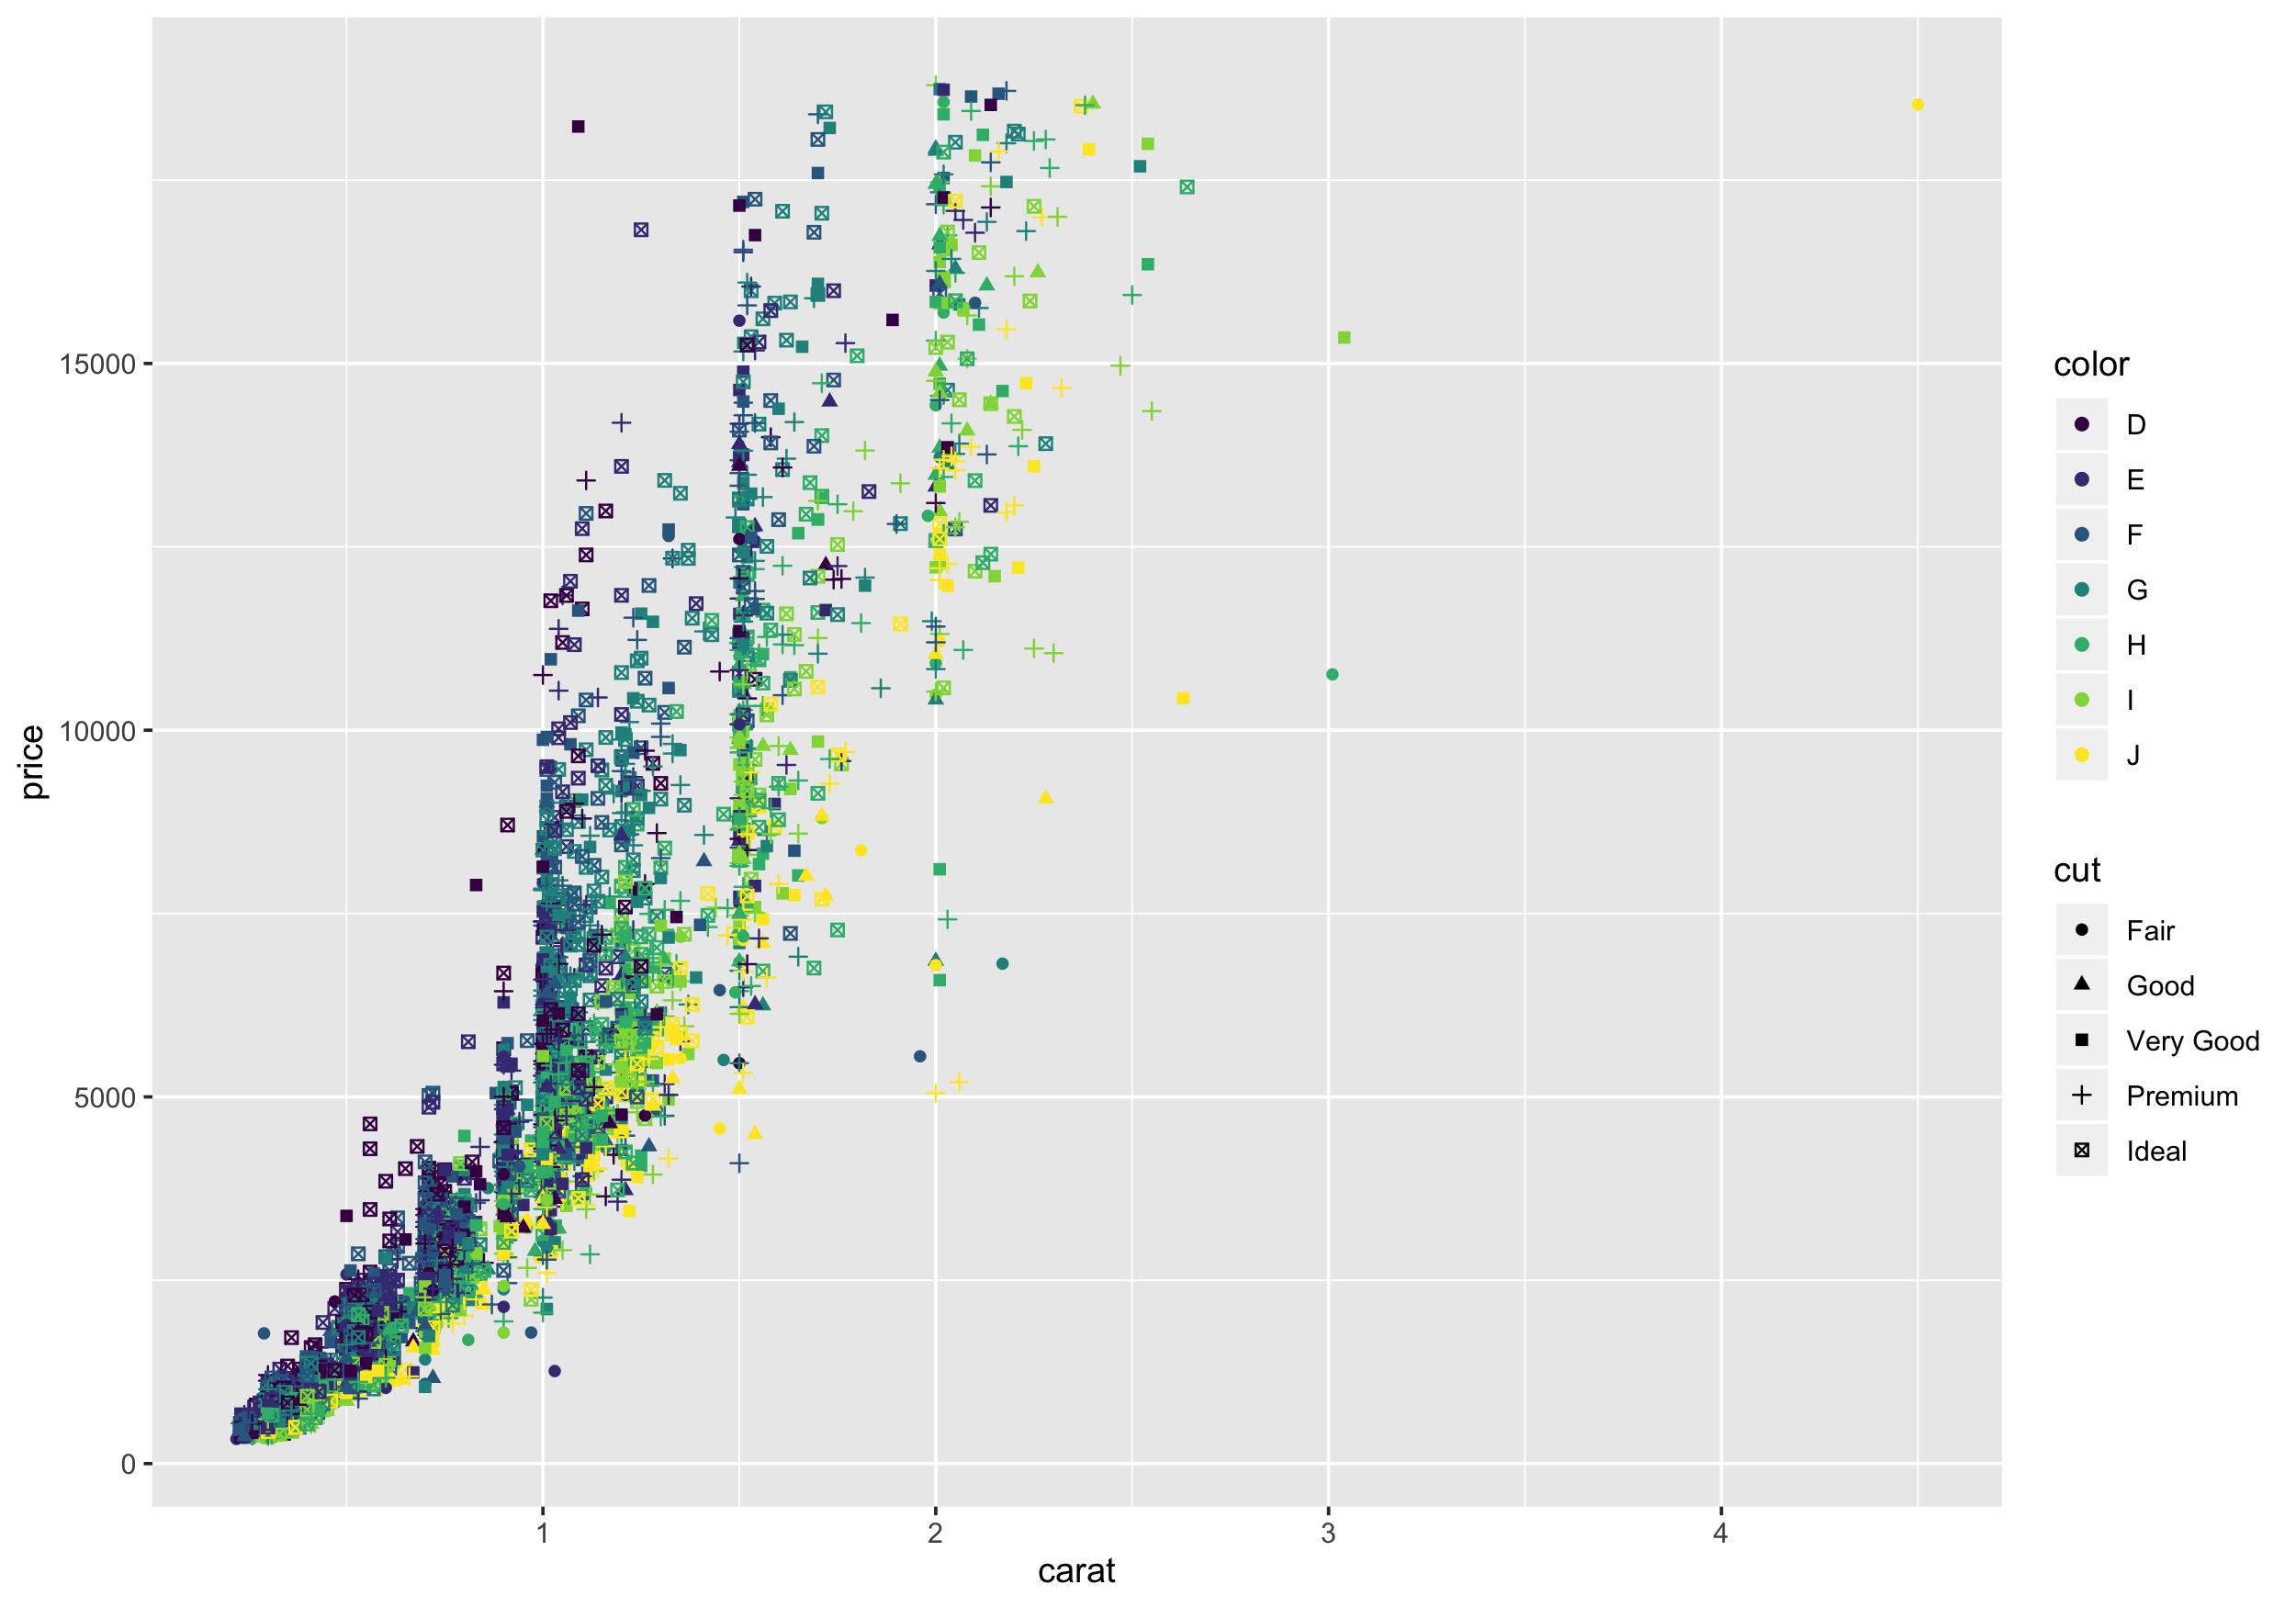 price
15000
10000
5000
0
1
2
3
4
carat
color
D
E
F
G
H
I
J
cut
Fair
Good
Very Good
Premium
Ideal